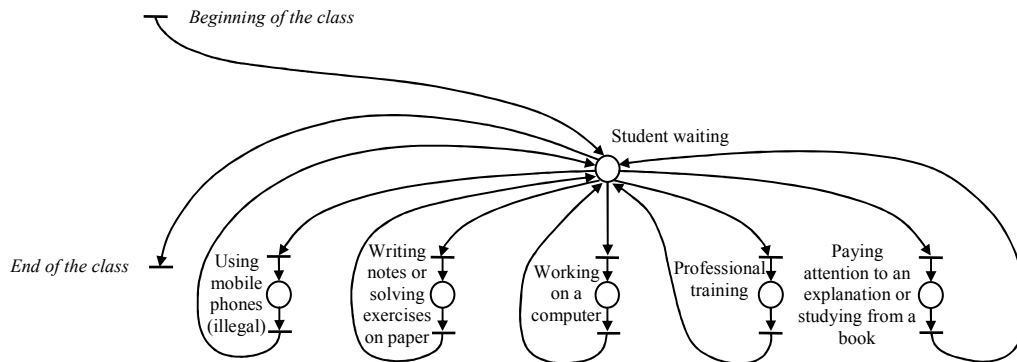 Beginning of the class
Student waiting
End of the class
Using
mobile
phones
(illegal)
Writing
notes or
solving
exercises
on paper
Working
on a
computer
Professional
training
Paying
attention to an
explanation or
studying from a
book